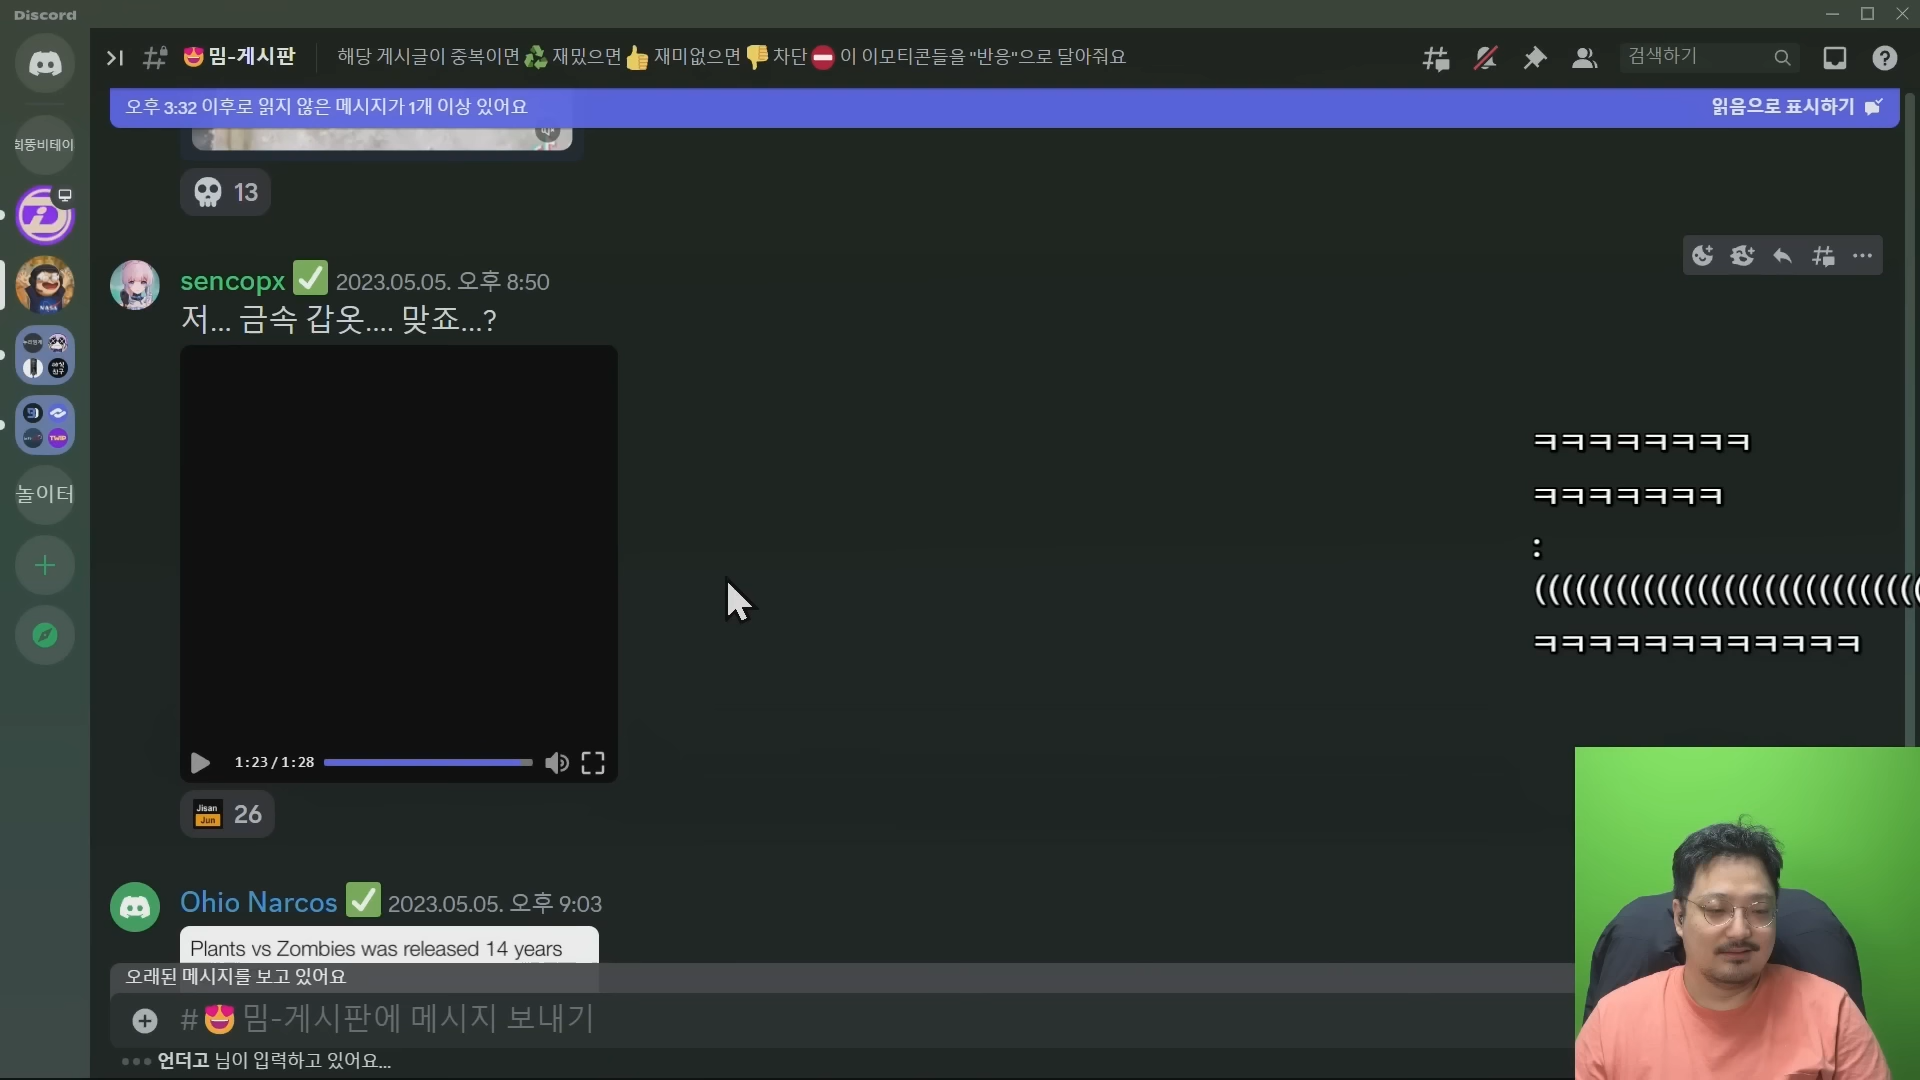 Discord
😍밈-게시판
해당 게시글이 중복이면♻재밌으면👍재미없으면👎차단⛔이 이모티콘들을 "반응"으로 달아줘요
검색하기
오후 3:32 이후로 읽지 않은 메시지가 1개 이상 있어요
읽음으로 표시하기
13
sencopx ✅ 2023.05.05. 오후 8:50
저... 금속 갑옷.... 맞죠...?
1:23/1:28
Jisan
Jun
26
Ohio Narcos ✅ 2023.05.05. 오후 9:03
Plants vs Zombies was released 14 years
오래된 메시지를 보고 있어요
#😍밈-게시판에 메시지 보내기
언더고 님이 입력하고 있어요...
놀이터
TWIP
NASA
ㅋㅋㅋㅋㅋㅋㅋㅋ
ㅋㅋㅋㅋㅋㅋㅋ
:
((((((((((((((((((((((((((((
ㅋㅋㅋㅋㅋㅋㅋㅋㅋㅋㅋㅋ